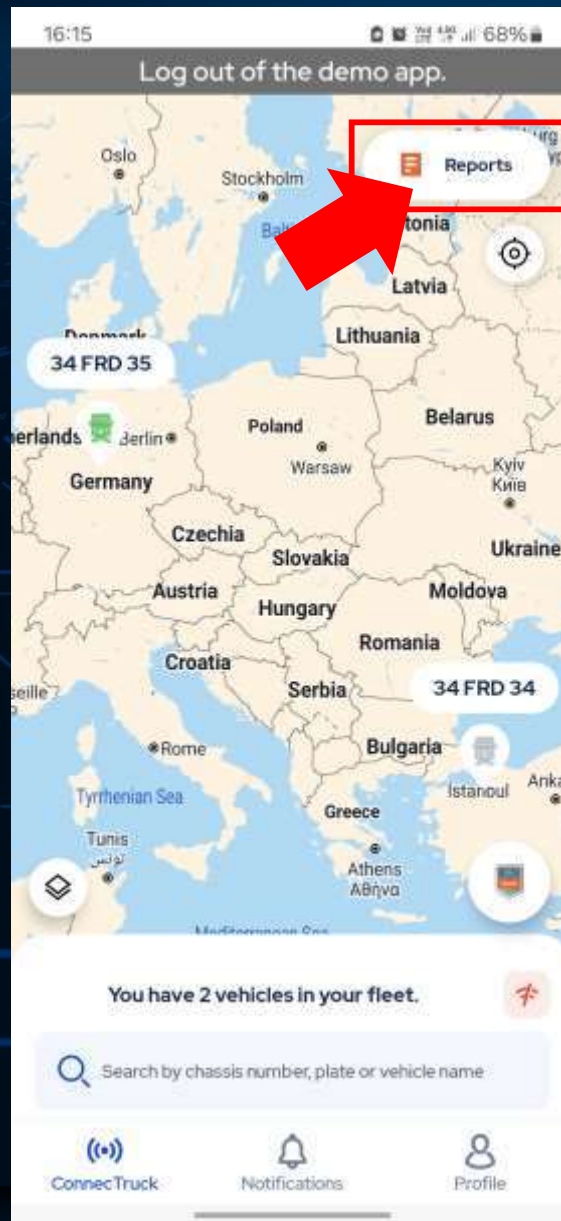 16:15
68%
Log out of the demo app.
Oslo
Stockholm
Reports
Latvia
Lithuania
34 FRD 35
Belarus
Poland
Warsaw
Germany
Kyiv
Київ
Czechia
Slovakia
Ukraine
Austria
Hungary
Moldova
Romania
Croatia
Serbia
34 FRD 34
Rome
Bulgaria
Tyrrhenian Sea
Greece
Tunis
تونس
Athens
Αθήνα
You have 2 vehicles in your fleet.
Search by chassis number, plate or vehicle name
ConnecTruck
Notifications
Profile